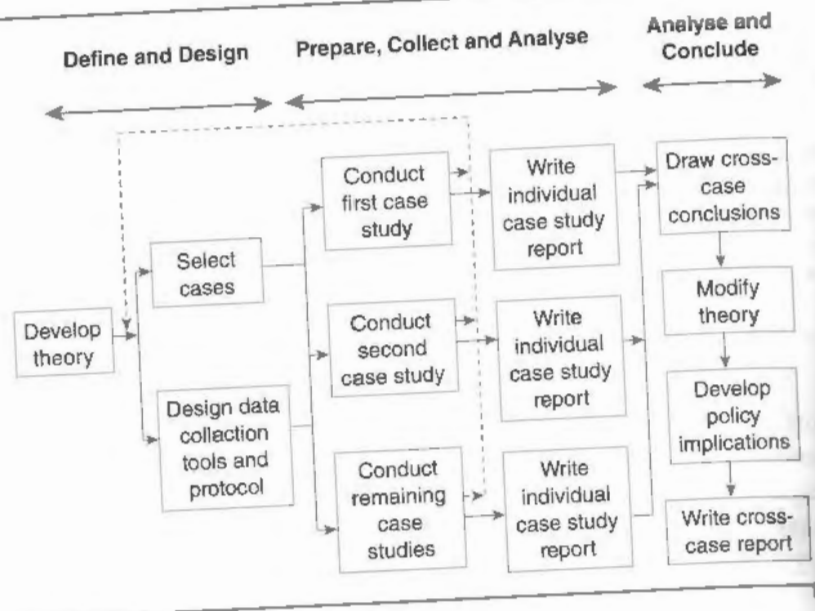 Define and Design
Prepare, Collect and Analyse
Analyse and
Conclude
Develop
theory
Select
cases
Design data
collection
tools and
protocol
Conduct
first case
study
Conduct
second
case study
Conduct
remaining
case
studies
Write
individual
case study
report
Write
individual
case study
report
Write
individual
case study
report
Draw cross-
case
conclusions
Modify
theory
Develop
policy
implications
Write cross-
case report